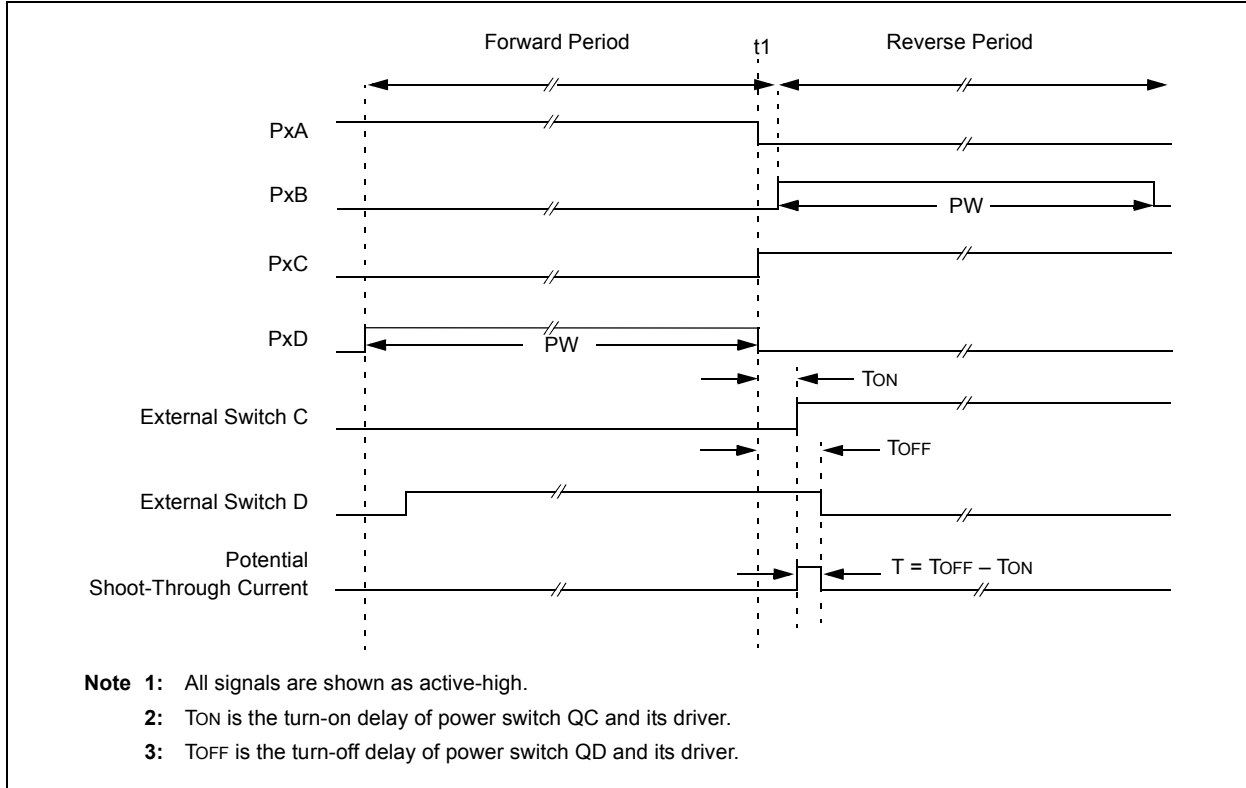 Forward Period
t1
Reverse Period
PxA
PxB
PW
PxC
PxD
PW
TON
External Switch C
TOFF
External Switch D
Potential
Shoot-Through Current
T = TOFF – TON
Note 1: All signals are shown as active-high.
2: TON is the turn-on delay of power switch QC and its driver.
3: TOFF is the turn-off delay of power switch QD and its driver.